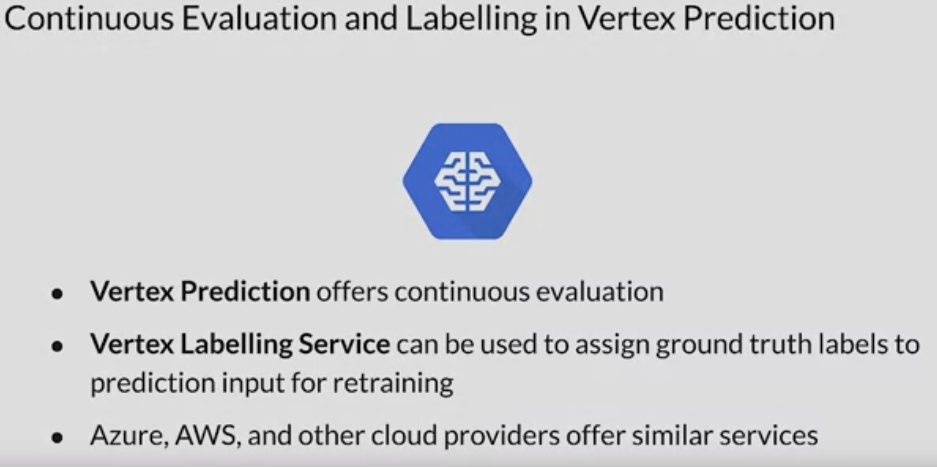 Continuous Evaluation and Labelling in Vertex Prediction
• Vertex Prediction offers continuous evaluation
• Vertex Labelling Service can be used to assign ground truth labels to
prediction input for retraining
• Azure, AWS, and other cloud providers offer similar services